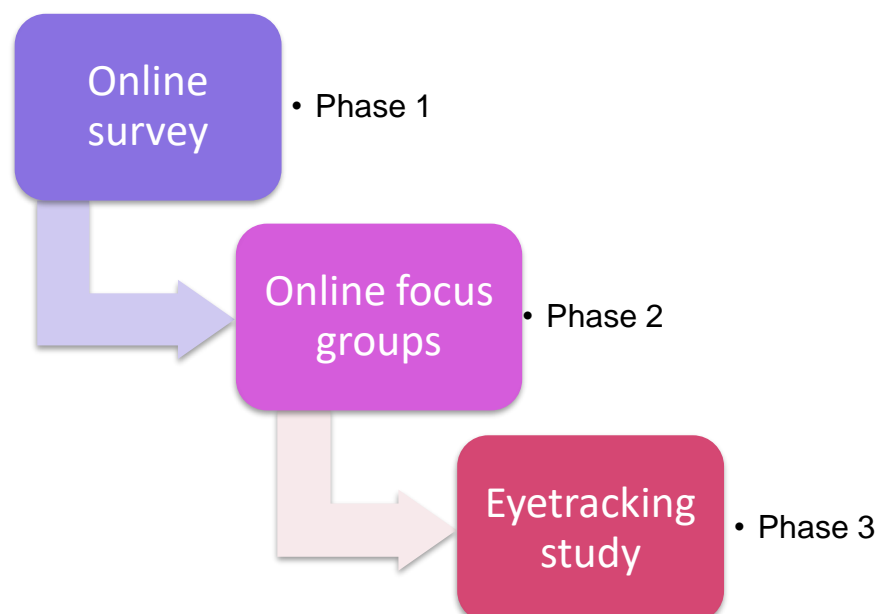 Online
survey
• Phase 1
Online focus
groups
• Phase 2
Eyetracking
study
• Phase 3